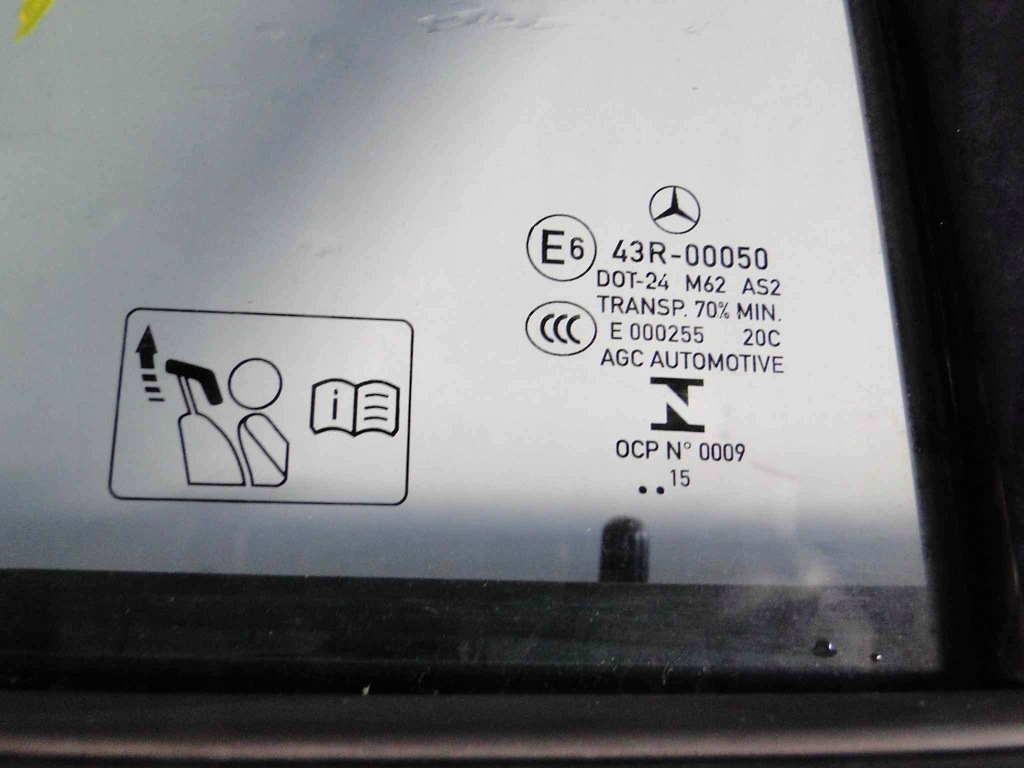 E6 43R-00050
DOT-24 M62 AS2
TRANSP. 70% MIN.
CCC E 000255 20C
AGC AUTOMOTIVE
N
OCP N° 0009
..15
i